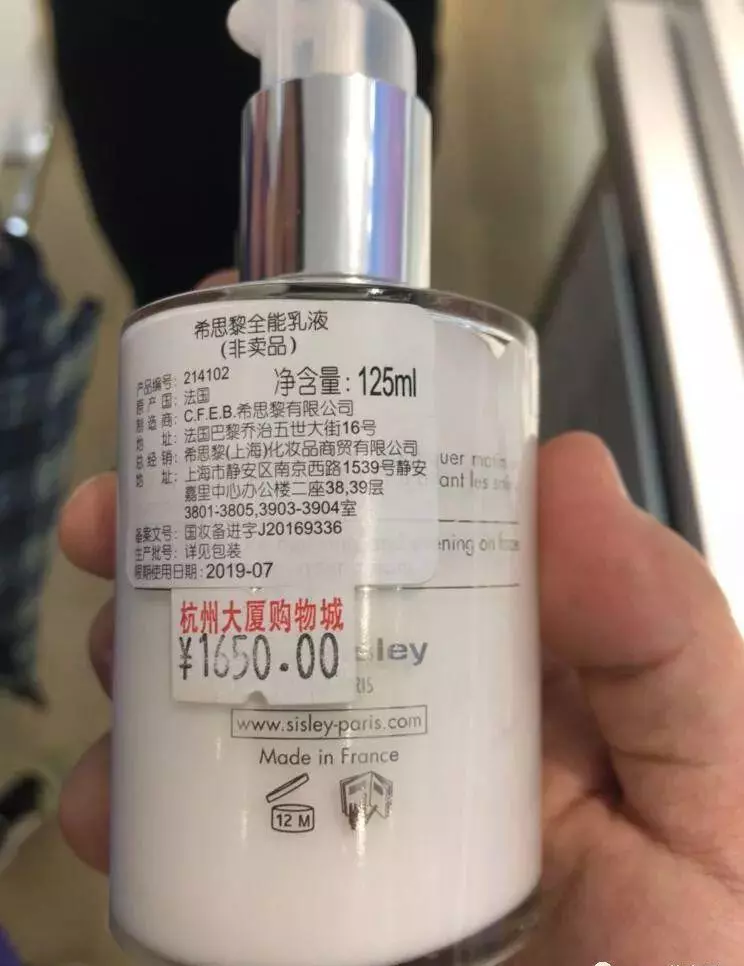 希思黎全能乳液
(非卖品)
产品编号: 214102 净含量: 125ml
原产国: 法国
制造商: C.F.E.B.希思黎有限公司
地址: 法国巴黎乔治五世大街16号
总经销: 希思黎(上海)化妆品商贸有限公司
地址: 上海市静安区南京西路1539号静安
嘉里中心办公楼二座38,39层
3801-3805,3903-3904室
备案文号: 国妆备进字J20169336
生产批号: 详见包装
限期使用日期: 2019-07
ant les
ening on
杭州大厦购物城
¥1650.00
sley
RIS
www.sisley-paris.com
Made in France
12 M